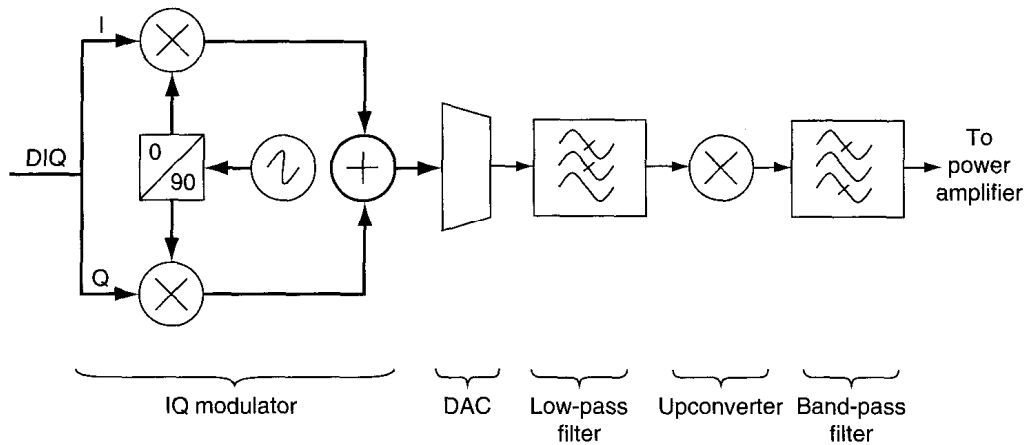 I
DIQ
0
90
Q
To
power
amplifier
IQ modulator
DAC
Low-pass
filter
Upconverter
Band-pass
filter